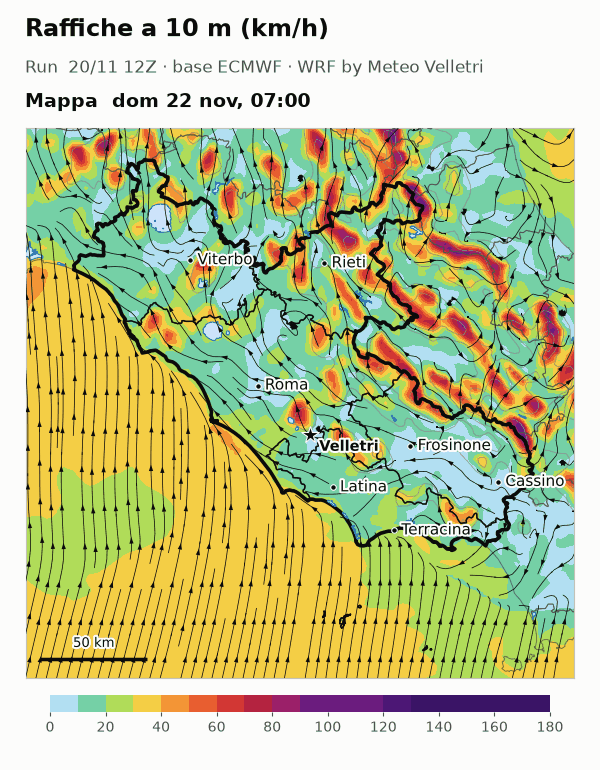 Raffiche a 10 m (km/h)
Run 20/11 12Z · base ECMWF · WRF by Meteo Velletri
Mappa dom 22 nov, 07:00
Viterbo
Rieti
Roma
Velletri
Frosinone
Cassino
Latina
Terracina
50 km
0 20 40 60 80 100 120 140 160 180